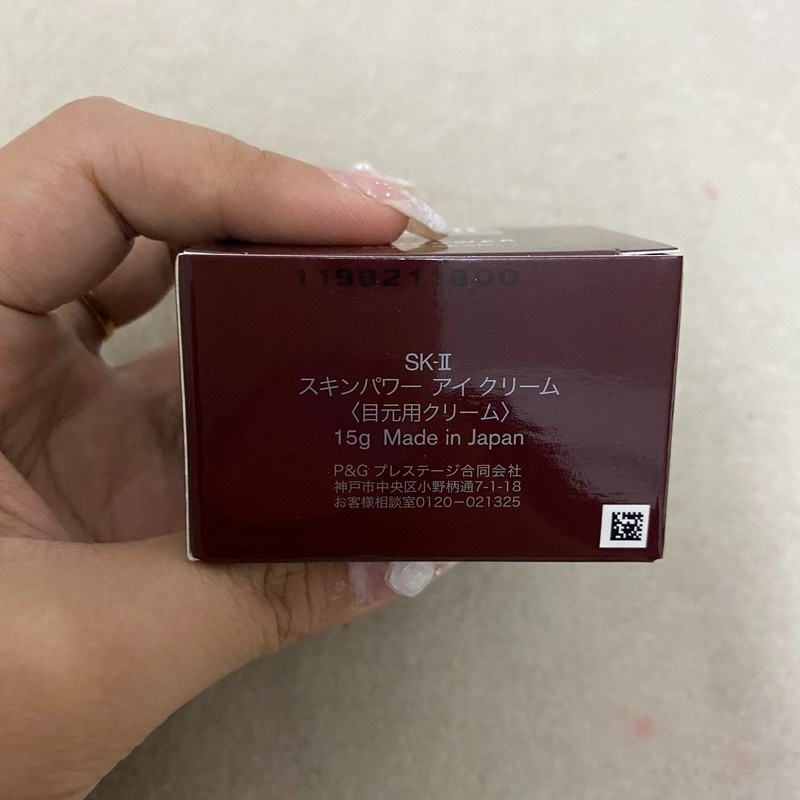 1198211800
SK-Ⅱ
スキンパワー アイ クリーム
〈目元用クリーム〉
15g Made in Japan
P&G プレステージ合同会社
神戸市中央区小野柄通7-1-18
お客様相談室0120-021325